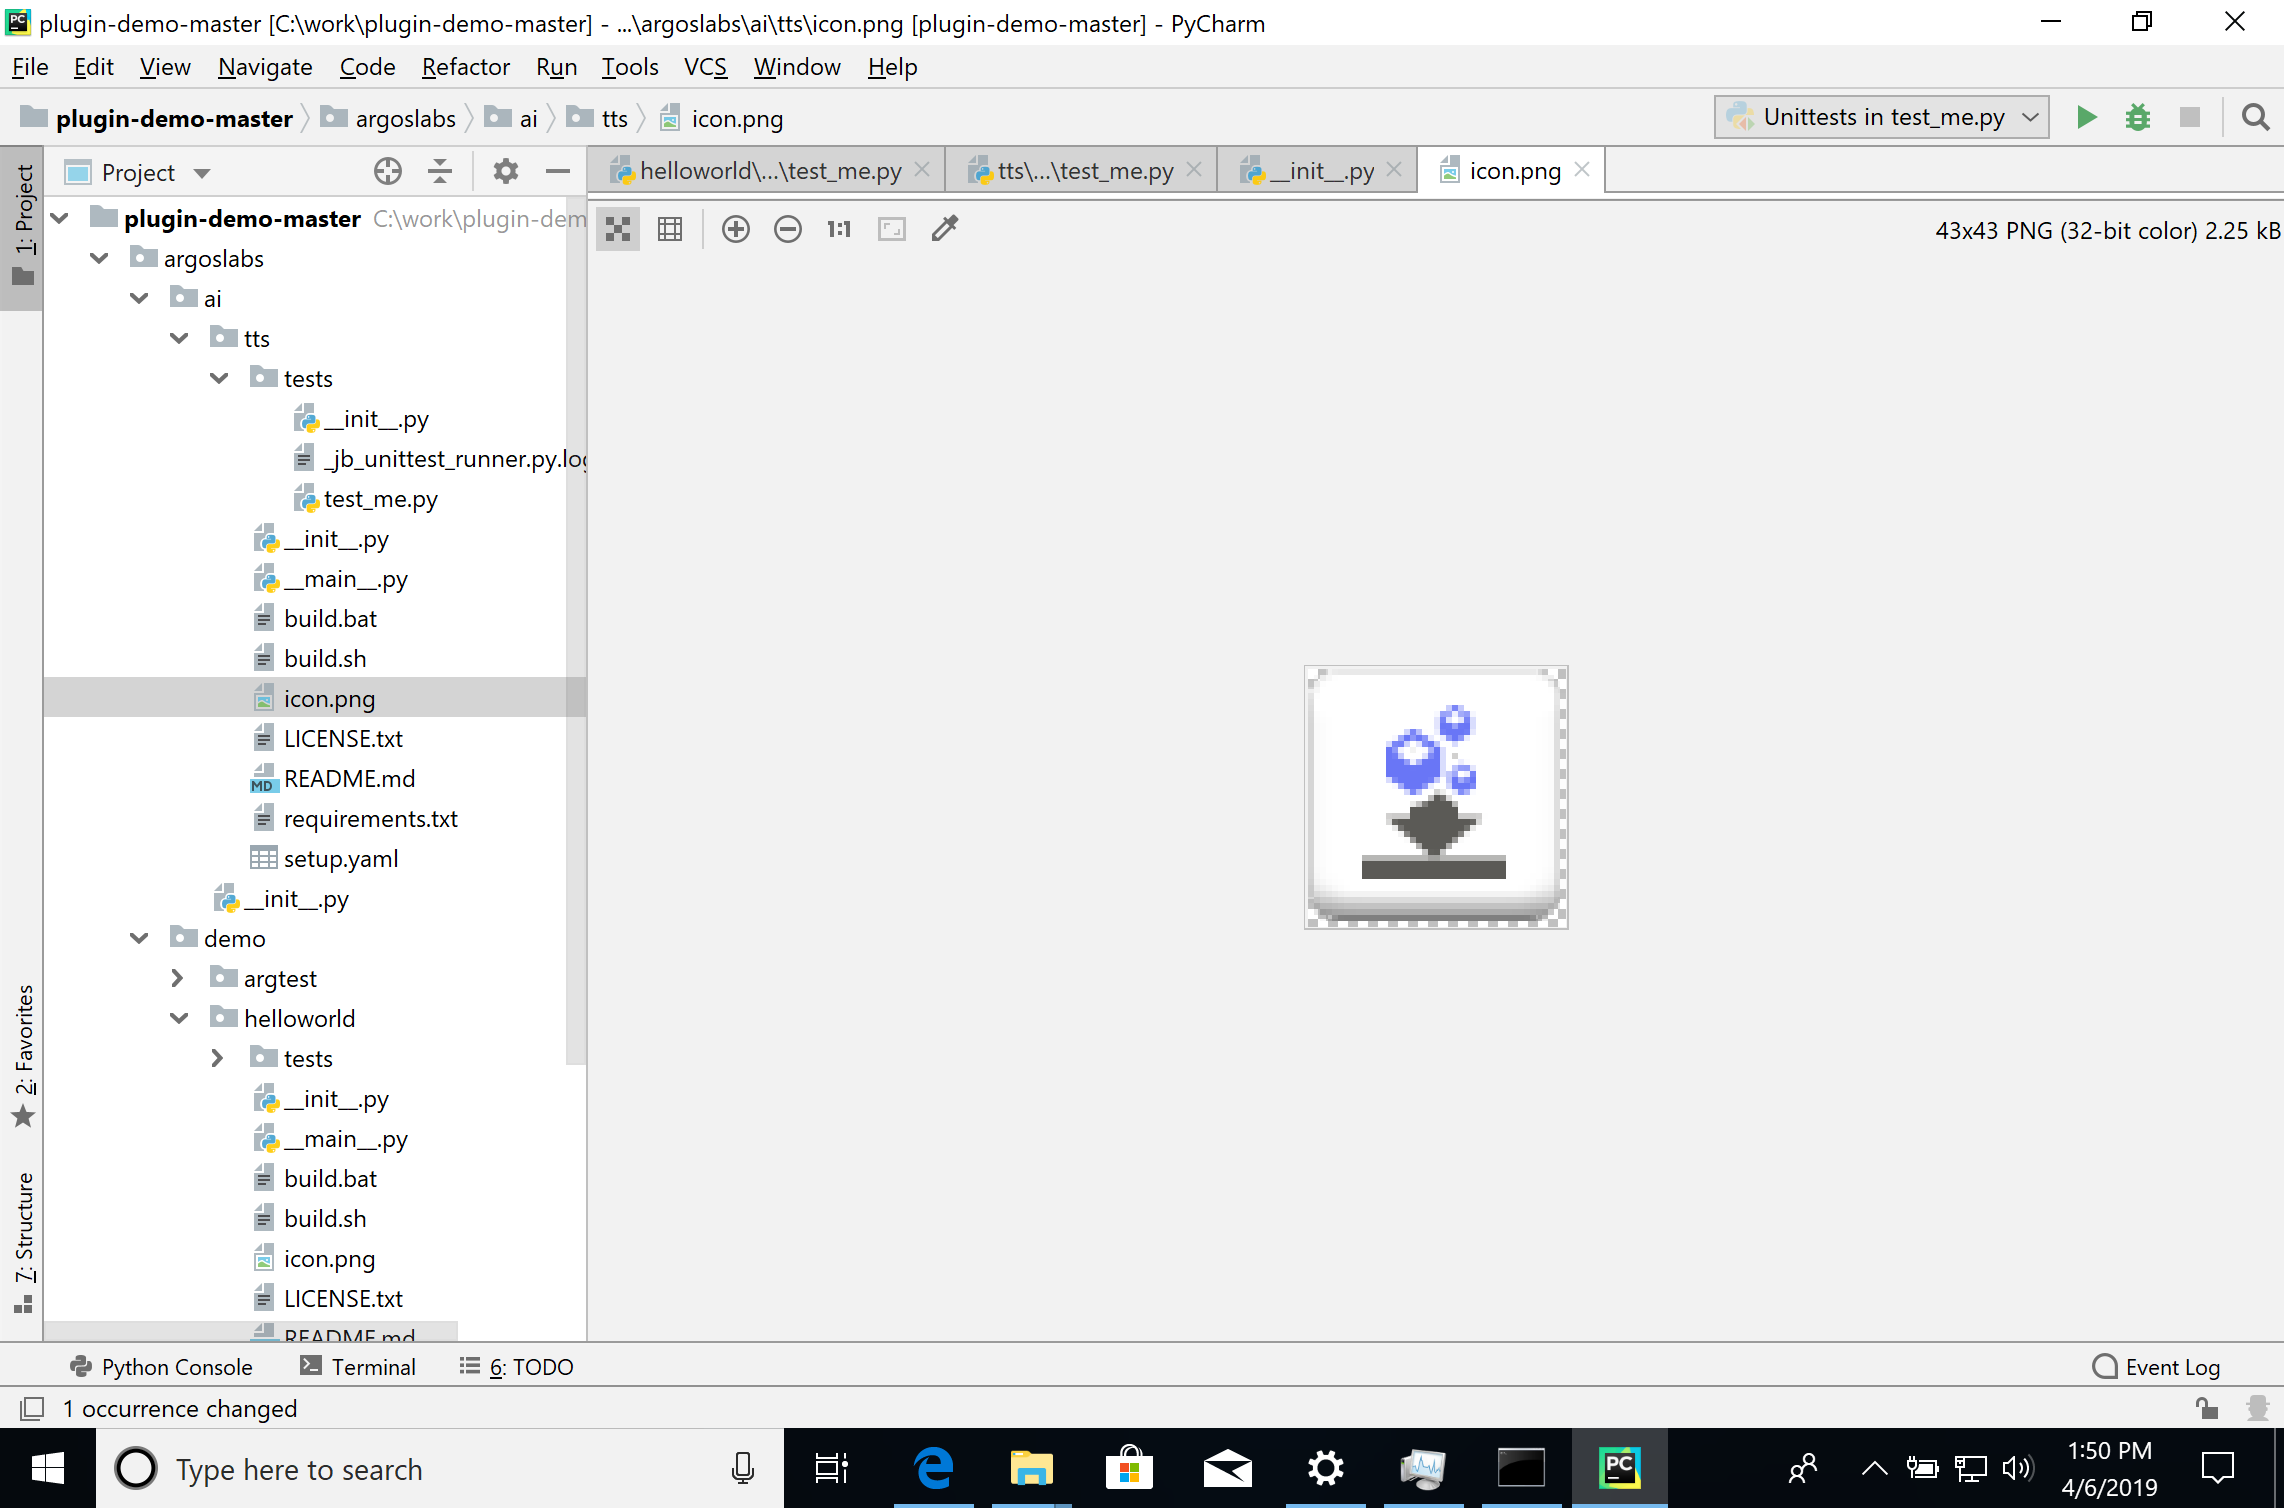 plugin-demo-master [C:\work\plugin-demo-master] - ...\argoslabs\ai\tts\icon.png [plugin-demo-master] - PyCharm
File Edit View Navigate Code Refactor Run Tools VCS Window Help
plugin-demo-master argoslabs ai tts icon.png Unittests in test_me.py
1: Project
Project
helloworld\...\test_me.py tts\...\test_me.py __init__.py icon.png
43x43 PNG (32-bit color) 2.25 kB
plugin-demo-master C:\work\plugin-dem
argoslabs
ai
tts
tests
__init__.py
_jb_unittest_runner.py.log
test_me.py
__init__.py
__main__.py
build.bat
build.sh
icon.png
LICENSE.txt
MD README.md
requirements.txt
setup.yaml
__init__.py
demo
argtest
helloworld
tests
__init__.py
__main__.py
build.bat
build.sh
icon.png
LICENSE.txt
README.md
2: Favorites
7: Structure
Python Console Terminal 6: TODO Event Log
1 occurrence changed
Type here to search
PC
1:50 PM
4/6/2019